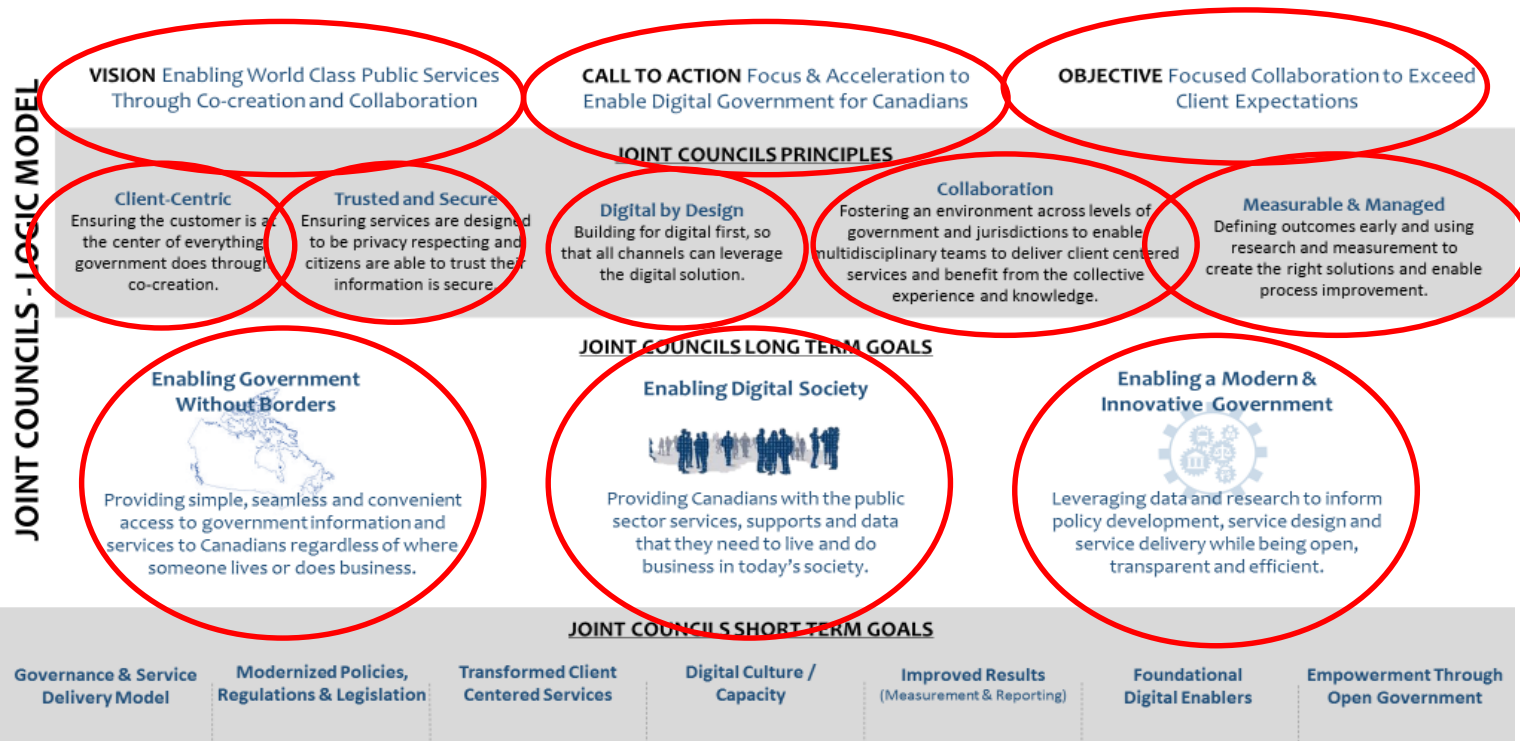 JOINT COUNCILS - LOGIC MODEL
VISION Enabling World Class Public Services
Through Co-creation and Collaboration
CALL TO ACTION Focus & Acceleration to
Enable Digital Government for Canadians
OBJECTIVE Focused Collaboration to Exceed
Client Expectations
JOINT COUNCILS PRINCIPLES
Client-Centric
Ensuring the customer is at
the center of everything
government does through
co-creation.
Trusted and Secure
Ensuring services are designed
to be privacy respecting and
citizens are able to trust their
information is secure.
Digital by Design
Building for digital first, so
that all channels can leverage
the digital solution.
Collaboration
Fostering an environment across levels of
government and jurisdictions to enable
multidisciplinary teams to deliver client centered
services and benefit from the collective
experience and knowledge.
Measurable & Managed
Defining outcomes early and using
research and measurement to
create the right solutions and enable
process improvement.
JOINT COUNCILS LONG TERM GOALS
Enabling Government
Without Borders
Providing simple, seamless and convenient
access to government information and
services to Canadians regardless of where
someone lives or does business.
Enabling Digital Society
Providing Canadians with the public
sector services, supports and data
that they need to live and do
business in today's society.
Enabling a Modern &
Innovative Government
Leveraging data and research to inform
policy development, service design and
service delivery while being open,
transparent and efficient.
JOINT COUNCILS SHORT TERM GOALS
Governance & Service
Delivery Model
Modernized Policies,
Regulations & Legislation
Transformed Client
Centered Services
Digital Culture /
Capacity
Improved Results
(Measurement & Reporting)
Foundational
Digital Enablers
Empowerment Through
Open Government